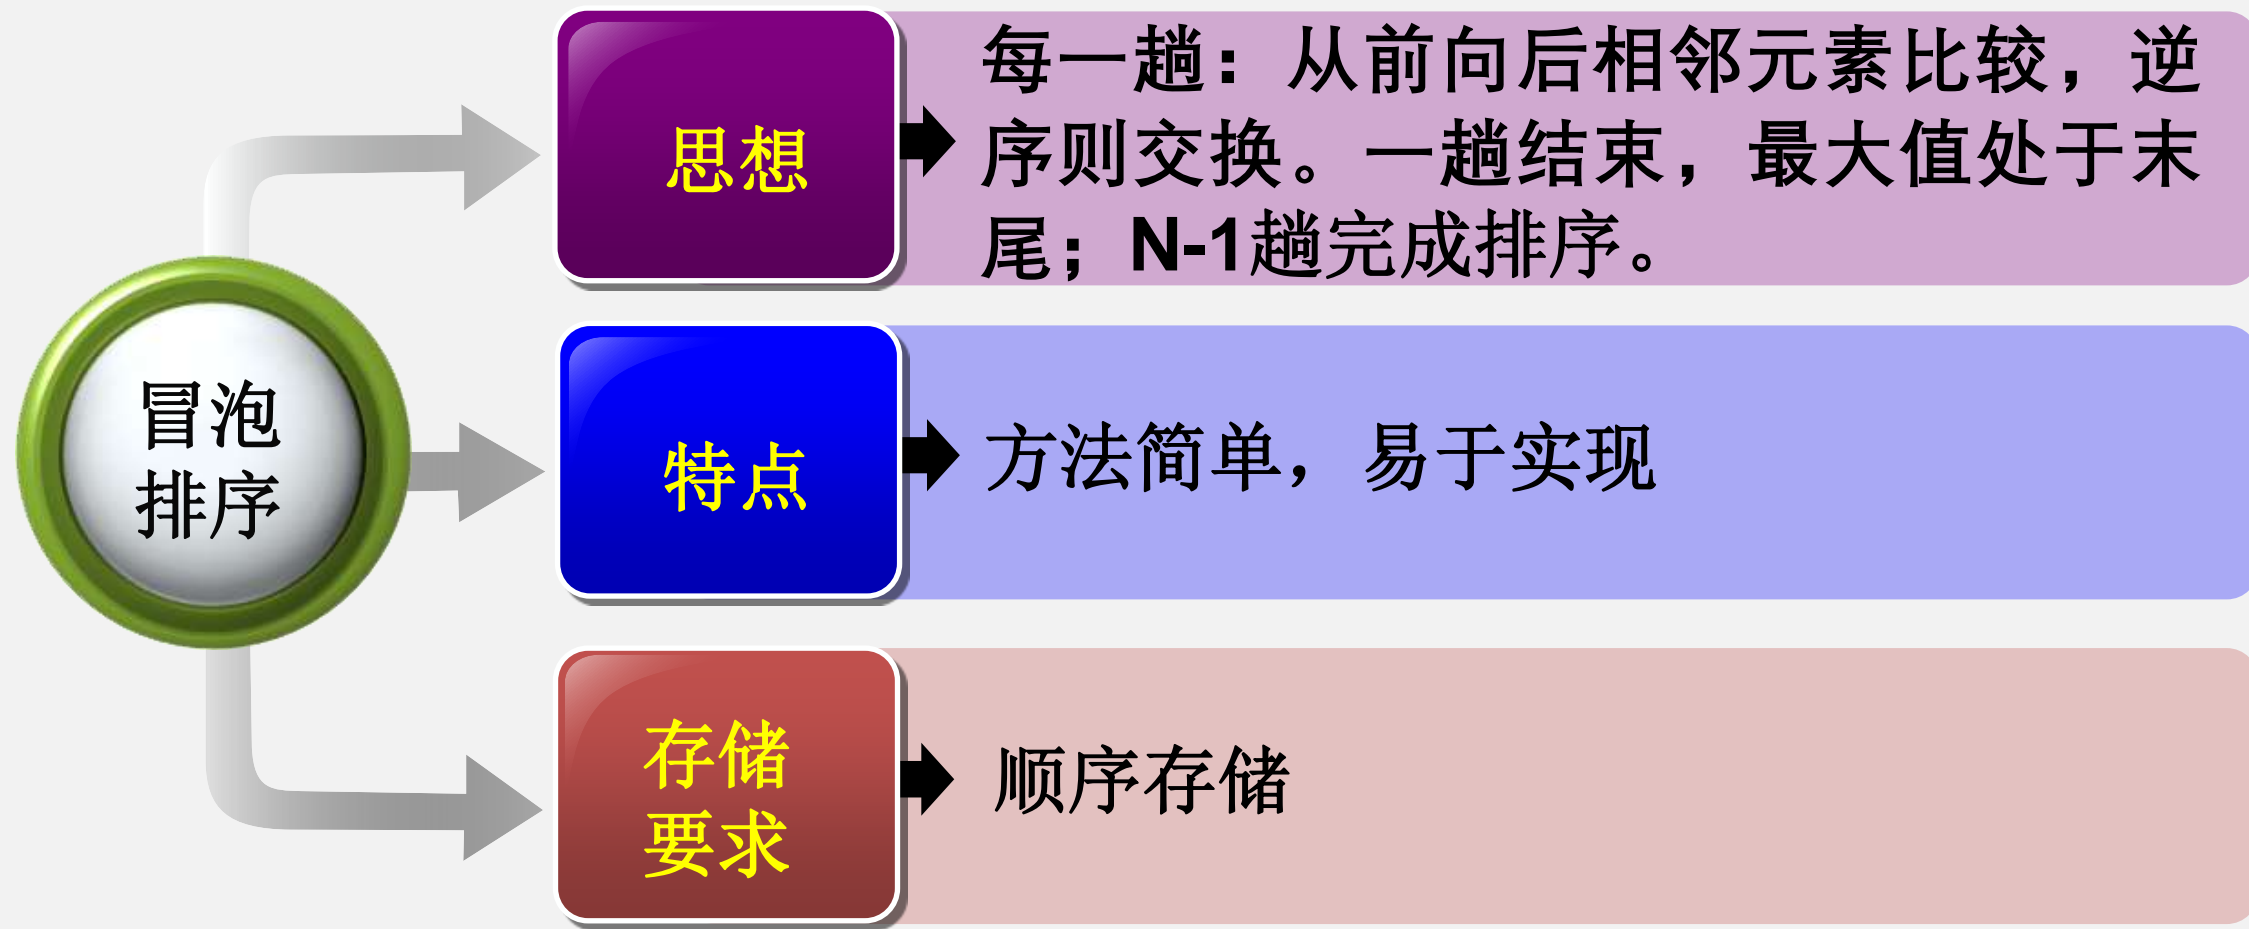 冒泡
排序
思想
每一趟：从前向后相邻元素比较，逆
序则交换。一趟结束，最大值处于末
尾；N-1趟完成排序。
特点
方法简单，易于实现
存储
要求
顺序存储